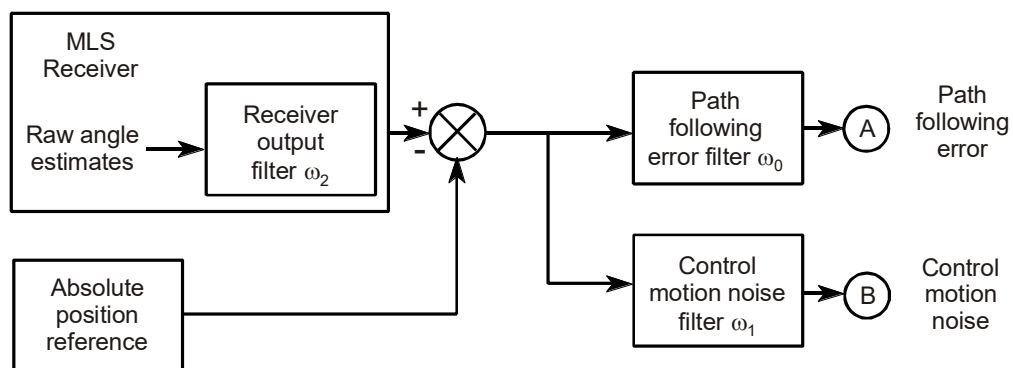 MLS
Receiver
Raw angle
estimates
Receiver
output
filter ω₂
+
-
Path
following
error filter ω₀
A
Path
following
error
Absolute
position
reference
Control
motion noise
filter ω₁
B
Control
motion
noise